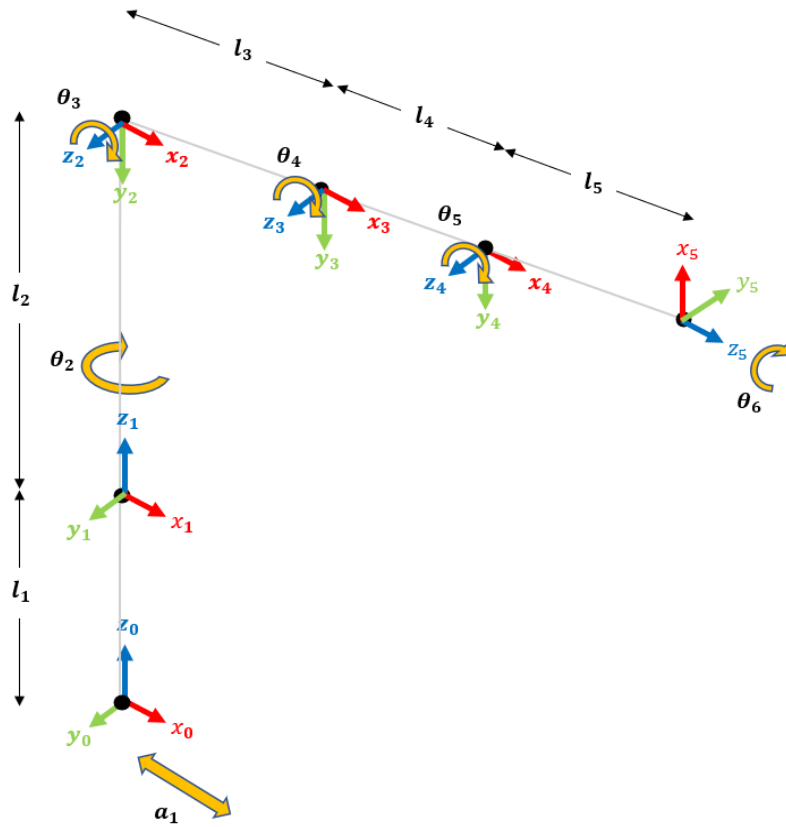 l₃
θ₃
l₄
z₂
x₂
y₂
θ₄
l₅
θ₅
z₃
x₃
y₃
x₅
y₅
z₄
x₄
y₄
z₅
l₂
θ₂
θ₆
z₁
y₁
x₁
l₁
z₀
y₀
x₀
a₁